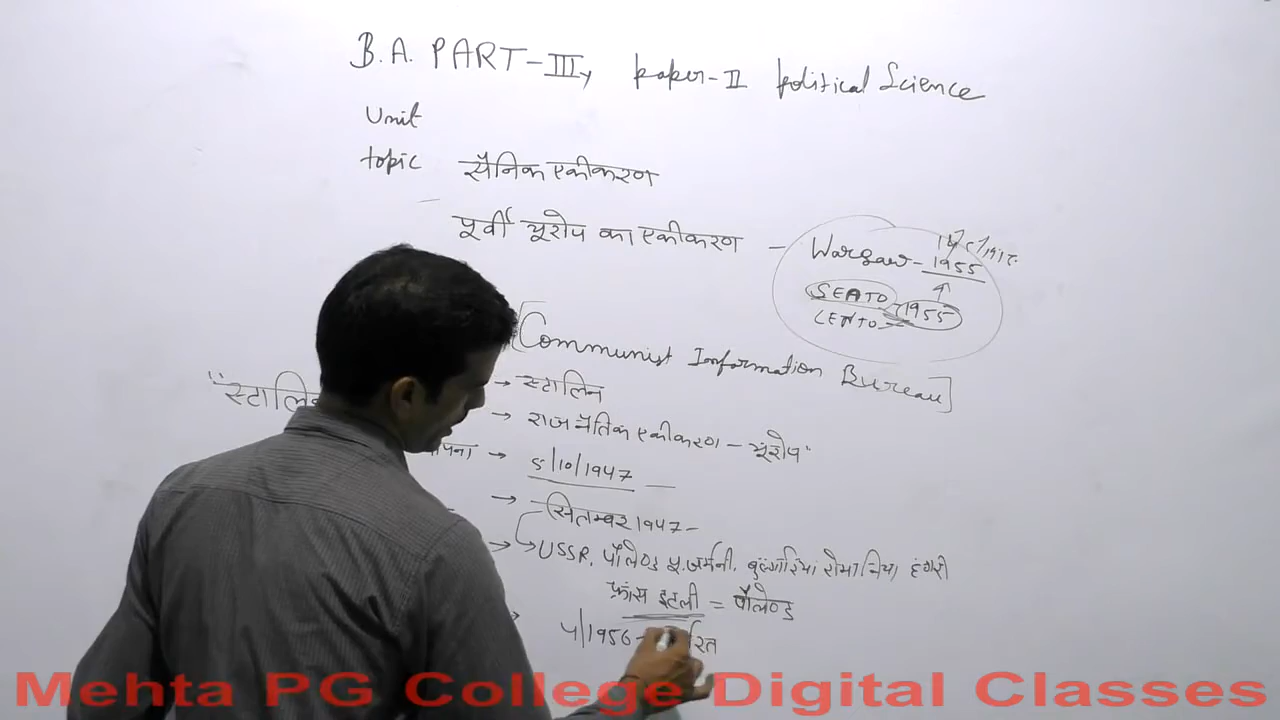 B.A. PART-III, paper-II political Science
Unit
topic सैनिक एकीकरण
पूर्वी यूरोप का एकीकरण - Warsaw - 1955
SEATO 1955
CENTO
[Communist Information Bureau]
"स्टालिन → स्टालिन
→ राजनैतिक एकीकरण - यूरोप"
→ 5/10/1947 —
→ सितम्बर 1947 -
→ USSR, पौलेण्ड पू. जर्मनी. बुल्गारिया रोमानिया हंगरी
फ्रांस इटली = पौलेण्ड
4/1956 -
Mehta PG College Digital Classes